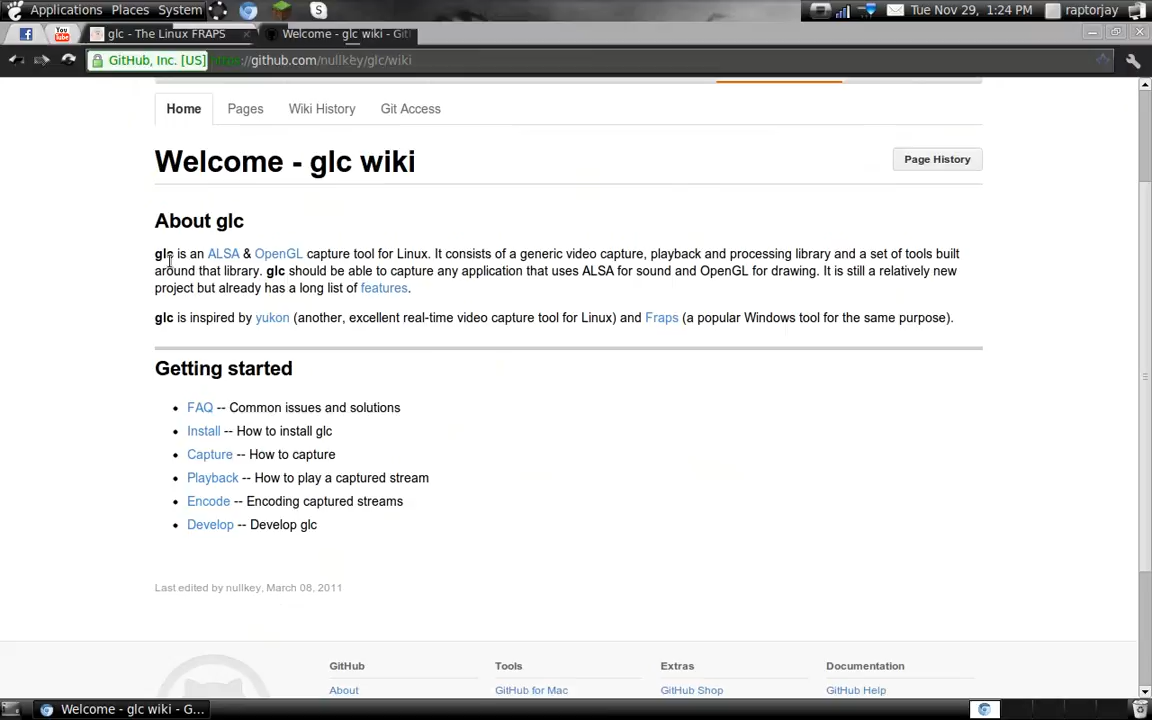 Applications Places System Tue Nov 29, 1:24 PM raptorjay
You Tube glc - The Linux FRAPS Welcome - glc wiki - Git
GitHub, Inc. [US] https://github.com/nullkey/glc/wiki
Home Pages Wiki History Git Access
Welcome - glc wiki Page History
About glc
glc is an ALSA & OpenGL capture tool for Linux. It consists of a generic video capture, playback and processing library and a set of tools built
around that library. glc should be able to capture any application that uses ALSA for sound and OpenGL for drawing. It is still a relatively new
project but already has a long list of features.
glc is inspired by yukon (another, excellent real-time video capture tool for Linux) and Fraps (a popular Windows tool for the same purpose).
Getting started
• FAQ -- Common issues and solutions
• Install -- How to install glc
• Capture -- How to capture
• Playback -- How to play a captured stream
• Encode -- Encoding captured streams
• Develop -- Develop glc
Last edited by nullkey, March 08, 2011
GitHub Tools Extras Documentation
About GitHub for Mac GitHub Shop GitHub Help
Welcome - glc wiki - G...